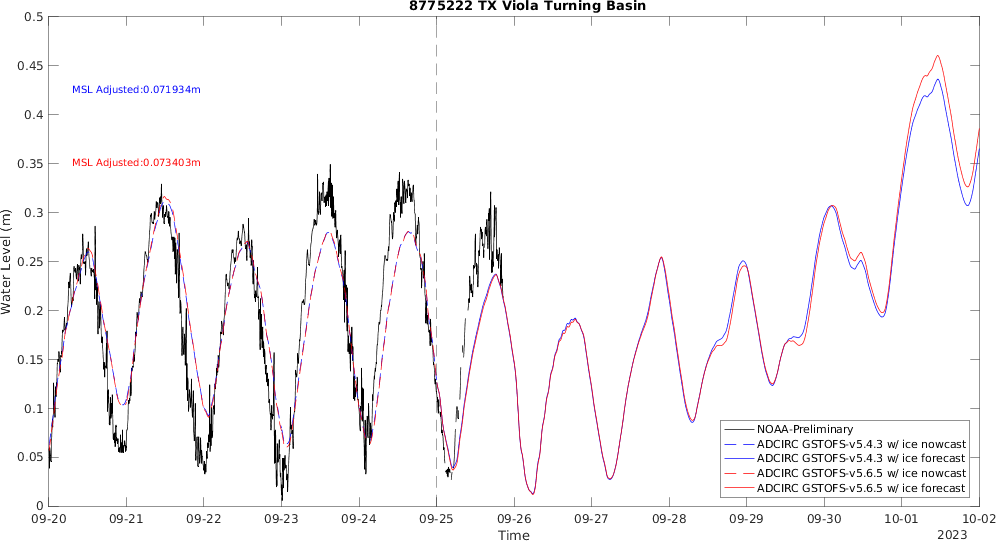 8775222 TX Viola Turning Basin
0.5
0.45
0.4
0.35
0.3
0.25
0.2
0.15
0.1
0.05
0
Water Level (m)
MSL Adjusted:0.071934m
MSL Adjusted:0.073403m
NOAA-Preliminary
ADCIRC GSTOFS-v5.4.3 w/ ice nowcast
ADCIRC GSTOFS-v5.4.3 w/ ice forecast
ADCIRC GSTOFS-v5.6.5 w/ ice nowcast
ADCIRC GSTOFS-v5.6.5 w/ ice forecast
09-20 09-21 09-22 09-23 09-24 09-25 09-26 09-27 09-28 09-29 09-30 10-01 10-02
Time
2023